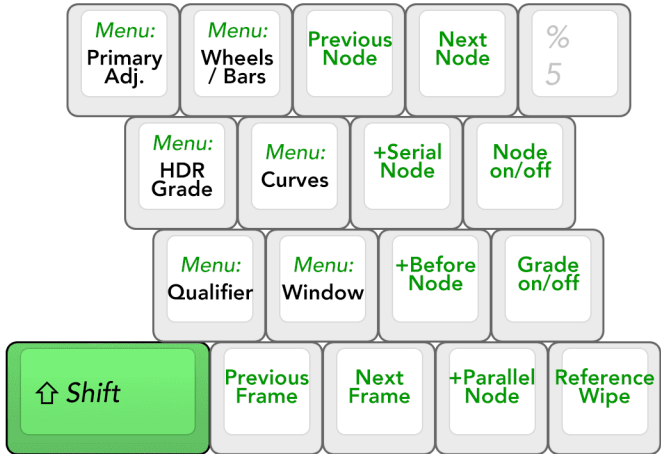 Menu:
Primary
Adj.
Menu:
Wheels
/ Bars
Previous
Node
Next
Node
%
5
Menu:
HDR
Grade
Menu:
Curves
+Serial
Node
Node
on/off
Menu:
Qualifier
Menu:
Window
+Before
Node
Grade
on/off
⇧ Shift
Previous
Frame
Next
Frame
+Parallel
Node
Reference
Wipe